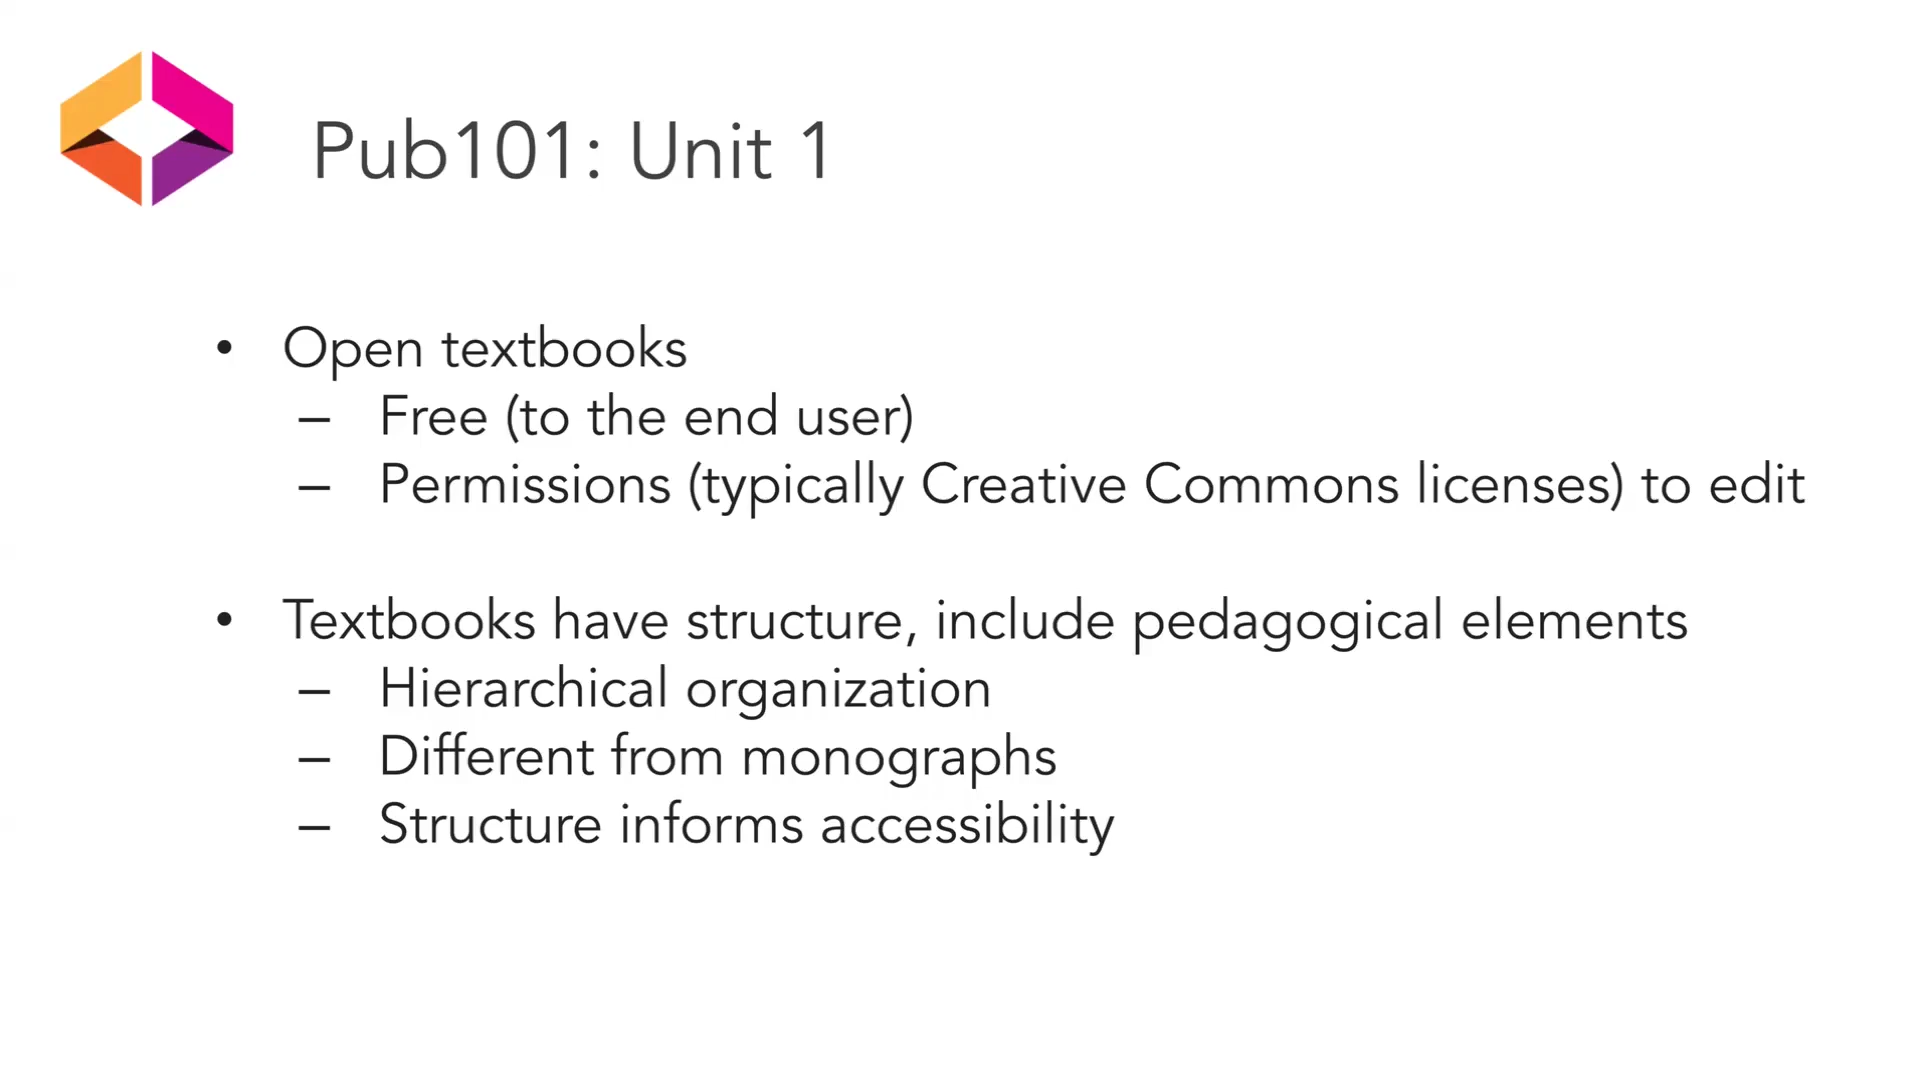 Pub101: Unit 1
• Open textbooks
– Free (to the end user)
– Permissions (typically Creative Commons licenses) to edit
• Textbooks have structure, include pedagogical elements
– Hierarchical organization
– Different from monographs
– Structure informs accessibility